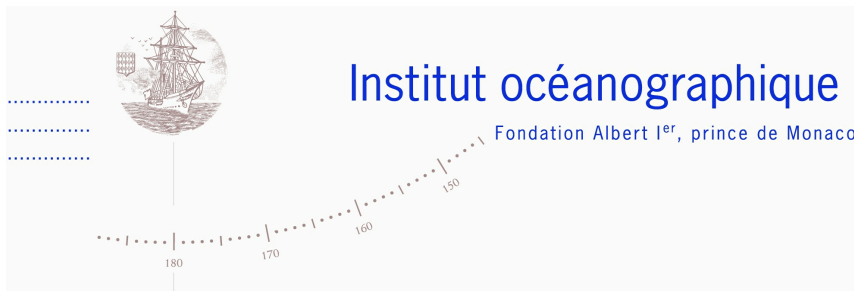 Institut océanographique
Fondation Albert Ier, prince de Monaco
150
160
170
180